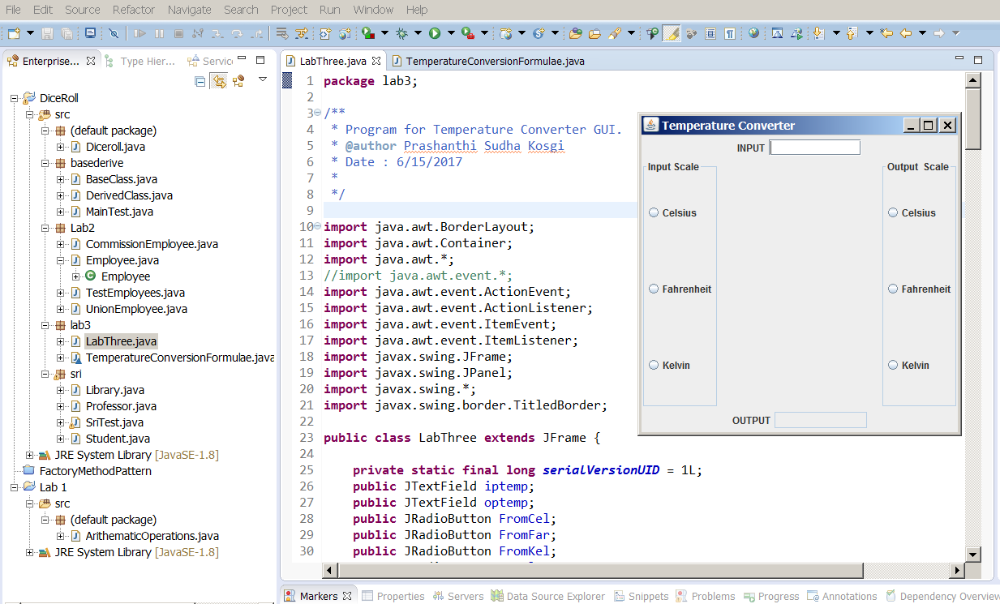 File Edit Source Refactor Navigate Search Project Run Window Help
Enterprise... Type Hier... Servic
DiceRoll
src
(default package)
Diceroll.java
basederive
BaseClass.java
DerivedClass.java
MainTest.java
Lab2
CommissionEmployee.java
Employee.java
Employee
TestEmployees.java
UnionEmployee.java
lab3
LabThree.java
TemperatureConversionFormulae.java
sri
Library.java
Professor.java
SriTest.java
Student.java
JRE System Library [JavaSE-1.8]
FactoryMethodPattern
Lab 1
src
(default package)
ArithematicOperations.java
JRE System Library [JavaSE-1.8]
LabThree.java TemperatureConversionFormulae.java
1 package lab3;
2
3 /**
4 * Program for Temperature Converter GUI.
5 * @author Prashanthi Sudha Kosgi
6 * Date : 6/15/2017
7 *
8 */
9
10 import java.awt.BorderLayout;
11 import java.awt.Container;
12 import java.awt.*;
13 //import java.awt.event.*;
14 import java.awt.event.ActionEvent;
15 import java.awt.event.ActionListener;
16 import java.awt.event.ItemEvent;
17 import java.awt.event.ItemListener;
18 import javax.swing.JFrame;
19 import javax.swing.JPanel;
20 import javax.swing.*;
21 import javax.swing.border.TitledBorder;
22
23 public class LabThree extends JFrame {
24
25 private static final long serialVersionUID = 1L;
26 public JTextField iptemp;
27 public JTextField optemp;
28 public JRadioButton FromCel;
29 public JRadioButton FromFar;
30 public JRadioButton FromKel;
Temperature Converter
INPUT
Input Scale Output Scale
Celsius Celsius
Fahrenheit Fahrenheit
Kelvin Kelvin
OUTPUT
Markers Properties Servers Data Source Explorer Snippets Problems Progress Annotations Dependency Overview